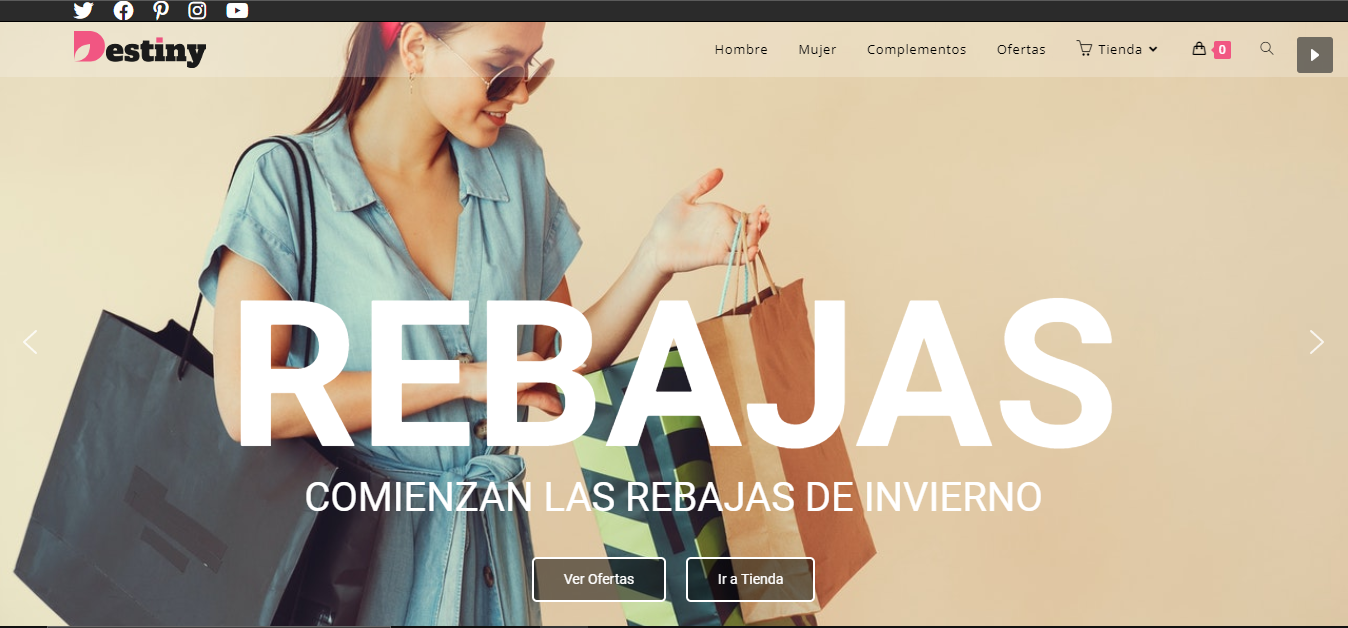 Destiny
Hombre Mujer Complementos Ofertas Tienda 0
REBAJAS
COMIENZAN LAS REBAJAS DE INVIERNO
Ver Ofertas Ir a Tienda